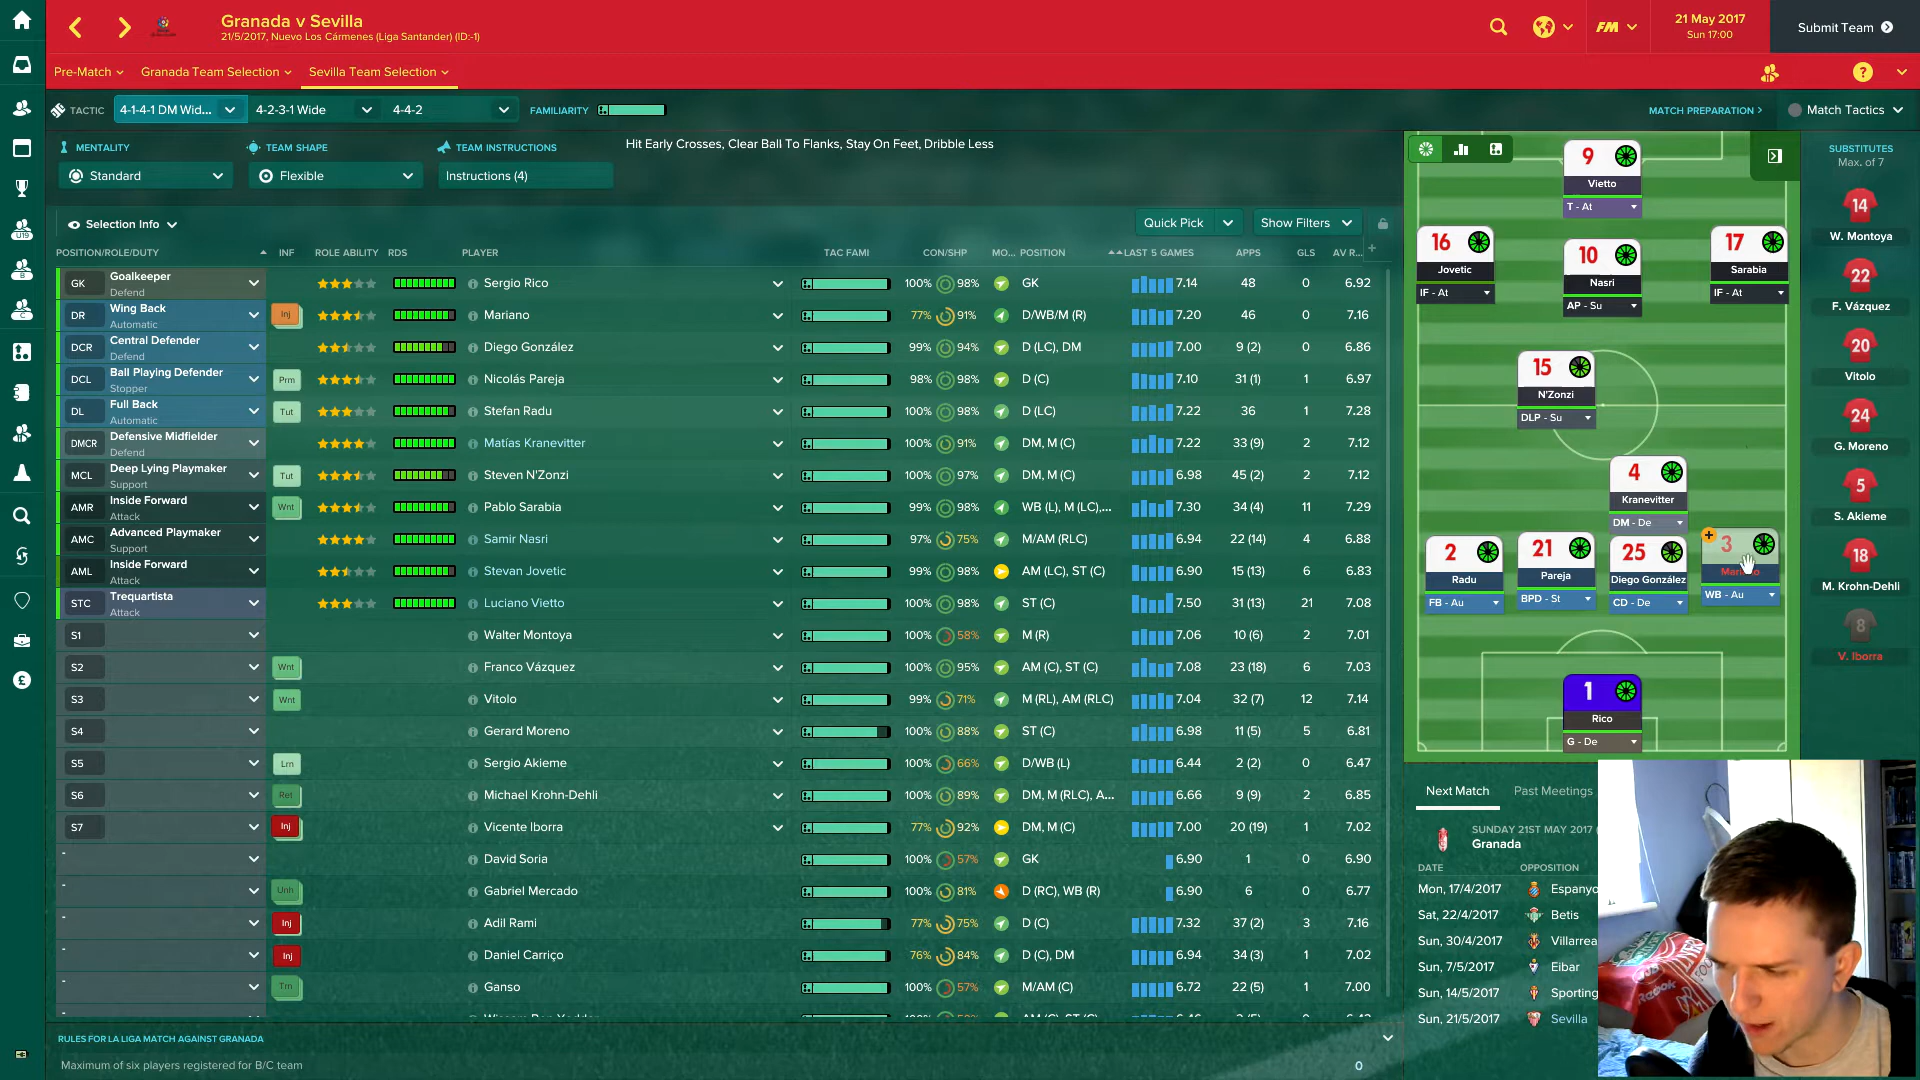 Granada v Sevilla
21/5/2017, Nuevo Los Cármenes (Liga Santander) (ID:-1)
FM
21 May 2017
Sun 17:00
Submit Team
Pre-Match
Granada Team Selection
Sevilla Team Selection
?
TACTIC
4-1-4-1 DM Wid...
4-2-3-1 Wide
4-4-2
FAMILIARITY
MATCH PREPARATION >
Match Tactics
MENTALITY
TEAM SHAPE
TEAM INSTRUCTIONS
Hit Early Crosses, Clear Ball To Flanks, Stay On Feet, Dribble Less
Standard
Flexible
Instructions (4)
Selection Info
Quick Pick
Show Filters
POSITION/ROLE/DUTY INF ROLE ABILITY RDS PLAYER TAC FAMI CON/SHP MO... POSITION LAST 5 GAMES APPS GLS AV R...
GK Goalkeeper Defend Sergio Rico 100% 98% GK 7.14 48 0 6.92
DR Wing Back Automatic Inj Mariano 77% 91% D/WB/M (R) 7.20 46 0 7.16
DCR Central Defender Defend Diego González 99% 94% D (LC), DM 7.00 9 (2) 0 6.86
DCL Ball Playing Defender Stopper Prm Nicolás Pareja 98% 98% D (C) 7.10 31 (1) 1 6.97
DL Full Back Automatic Tut Stefan Radu 100% 98% D (LC) 7.22 36 1 7.28
DMCR Defensive Midfielder Defend Matías Kranevitter 100% 91% DM, M (C) 7.22 33 (9) 2 7.12
MCL Deep Lying Playmaker Support Tut Steven N'Zonzi 100% 97% DM, M (C) 6.98 45 (2) 2 7.12
AMR Inside Forward Attack Wnt Pablo Sarabia 99% 98% WB (L), M (LC),... 7.30 34 (4) 11 7.29
AMC Advanced Playmaker Support Samir Nasri 97% 75% M/AM (RLC) 6.94 22 (14) 4 6.88
AML Inside Forward Attack Stevan Jovetic 99% 98% AM (LC), ST (C) 6.90 15 (13) 6 6.83
STC Trequartista Attack Luciano Vietto 100% 98% ST (C) 7.50 31 (13) 21 7.08
S1 Walter Montoya 100% 58% M (R) 7.06 10 (6) 2 7.01
S2 Wnt Franco Vázquez 100% 95% AM (C), ST (C) 7.08 23 (18) 6 7.03
S3 Wnt Vitolo 99% 71% M (RL), AM (RLC) 7.04 32 (7) 12 7.14
S4 Gerard Moreno 100% 88% ST (C) 6.98 11 (5) 5 6.81
S5 Lrn Sergio Akieme 100% 66% D/WB (L) 6.44 2 (2) 0 6.47
S6 Ret Michael Krohn-Dehli 100% 89% DM, M (RLC), A... 6.66 9 (9) 2 6.85
S7 Inj Vicente Iborra 77% 92% DM, M (C) 7.00 20 (19) 1 7.02
- David Soria 100% 57% GK 6.90 1 0 6.90
- Unh Gabriel Mercado 100% 81% D (RC), WB (R) 6.90 6 0 6.77
- Inj Adil Rami 77% 75% D (C) 7.32 37 (2) 3 7.16
- Inj Daniel Carriço 76% 84% D (C), DM 6.94 34 (3) 1 7.02
- Trn Ganso 100% 57% M/AM (C) 6.72 22 (5) 1 7.00
RULES FOR LA LIGA MATCH AGAINST GRANADA
Maximum of six players registered for B/C team
0
9
Vietto
T - At
16
Jovetic
IF - At
10
Nasri
AP - Su
17
Sarabia
IF - At
15
N'Zonzi
DLP - Su
4
Kranevitter
DM - De
2
Radu
FB - Au
21
Pareja
BPD - St
25
Diego González
CD - De
3
WB - Au
1
Rico
G - De
SUBSTITUTES
Max. of 7
14
W. Montoya
22
F. Vázquez
20
Vitolo
24
G. Moreno
5
S. Akieme
18
M. Krohn-Dehli
8
V. Iborra
Next Match
Past Meetings
SUNDAY 21ST MAY 2017
Granada
DATE OPPOSITION
Mon, 17/4/2017 Espanyo
Sat, 22/4/2017 Betis
Sun, 30/4/2017 Villarrea
Sun, 7/5/2017 Eibar
Sun, 14/5/2017 Sporting
Sun, 21/5/2017 Sevilla
Reebok